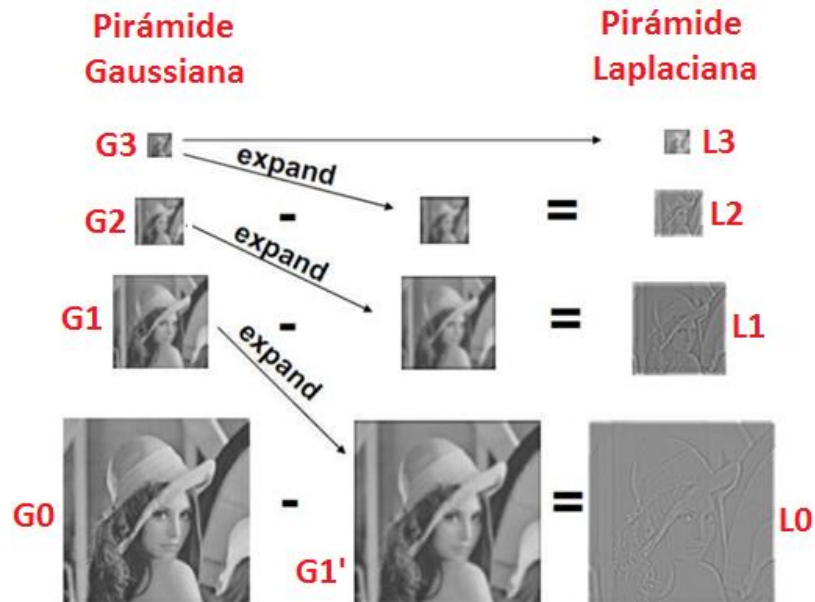 Pirámide
Gaussiana
Pirámide
Laplaciana
G3
expand
L3
G2
-
=
L2
expand
G1
-
=
L1
expand
G0
-
G1'
=
L0